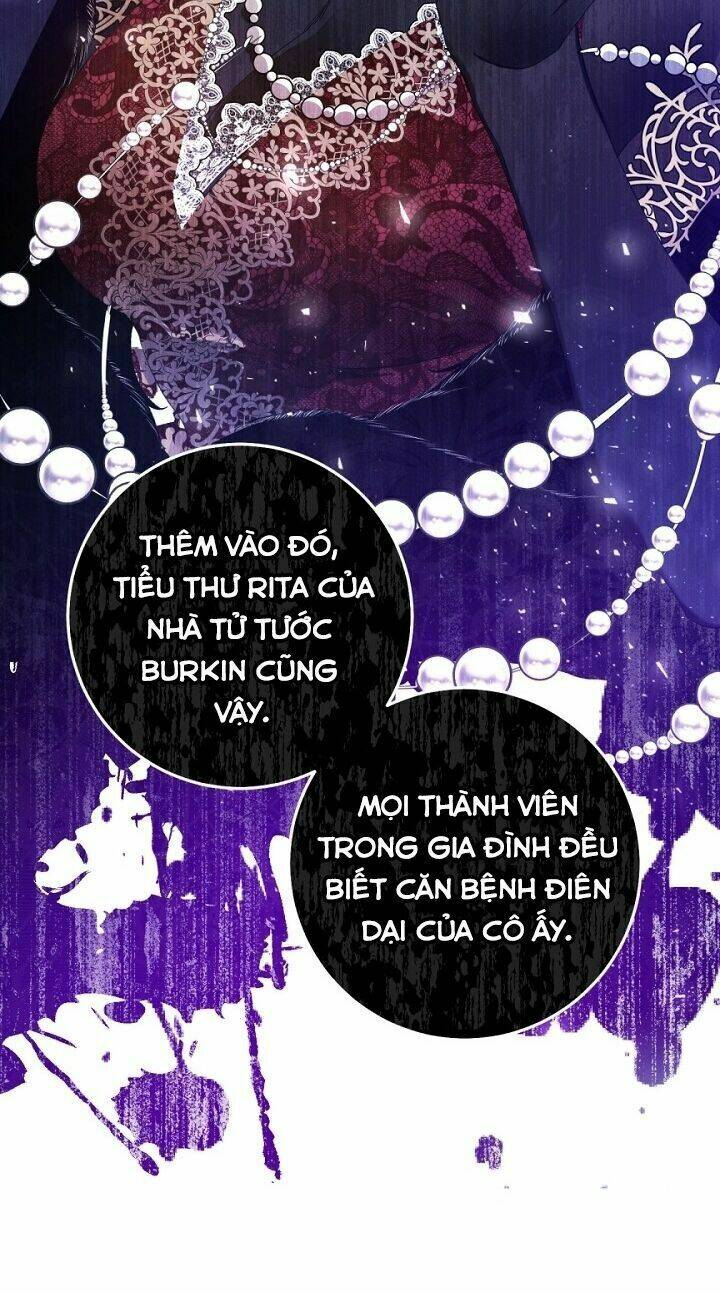 THÊM VÀO ĐÓ,
TIỂU THƯ RITA CỦA
NHÀ TỬ TƯỚC
BURKIN CŨNG
VẬY.
MỌI THÀNH VIÊN
TRONG GIA ĐÌNH ĐỀU
BIẾT CĂN BỆNH ĐIÊN
DẠI CỦA CÔ ẤY.